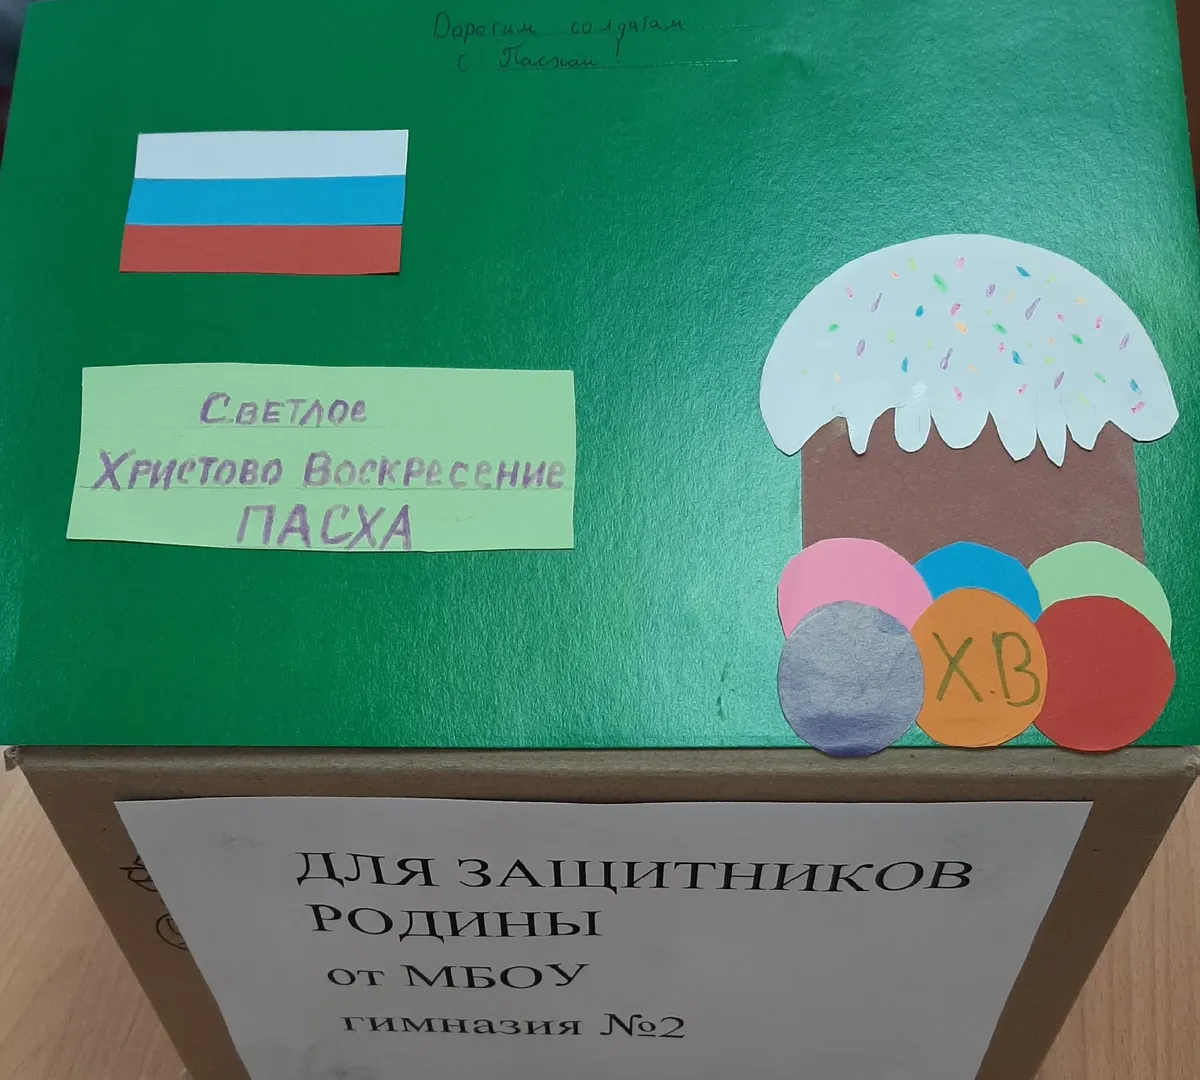 Дорогим солдатам
с Пасхой!
Светлое
Христово Воскресение
ПАСХА
Х.В
ДЛЯ ЗАЩИТНИКОВ
РОДИНЫ
от МБОУ
гимназия №2